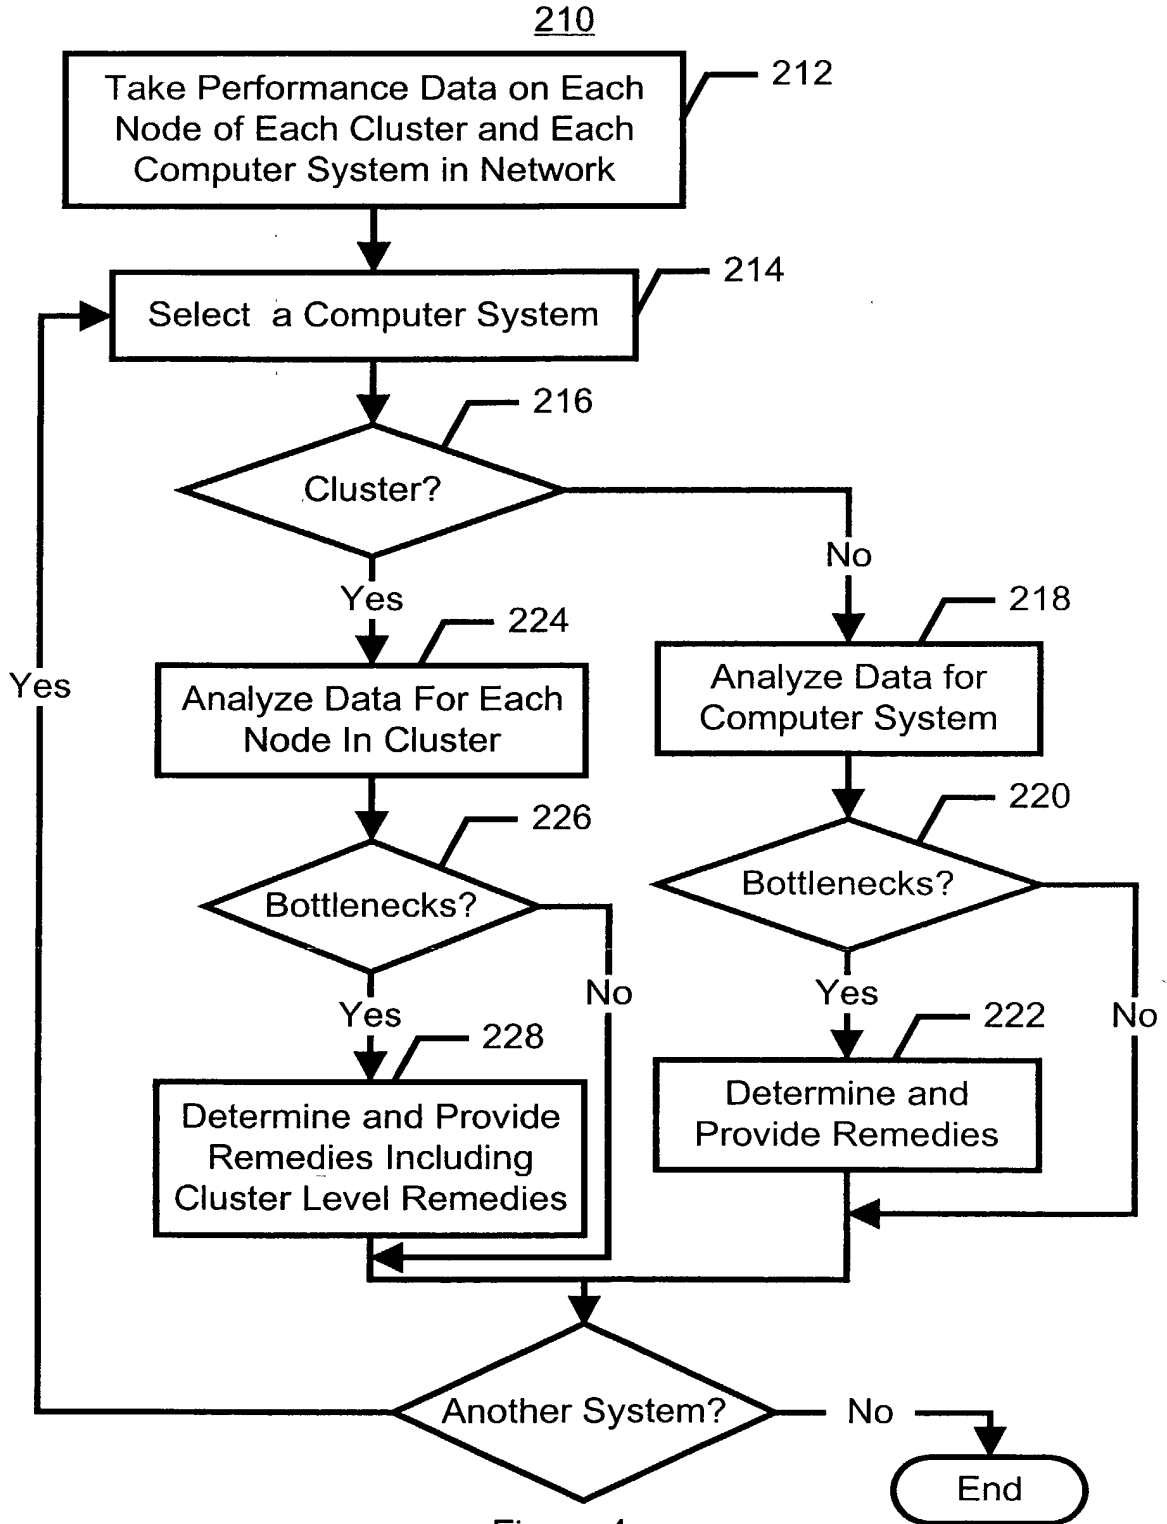 210
Take Performance Data on Each
Node of Each Cluster and Each
Computer System in Network
212
Select a Computer System
214
Cluster?
216
No
Yes
224
218
Analyze Data For Each
Node In Cluster
Analyze Data for
Computer System
Yes
226
220
Bottlenecks?
Bottlenecks?
Yes
No
Yes
No
228
222
Determine and Provide
Remedies Including
Cluster Level Remedies
Determine and
Provide Remedies
Another System?
No
End